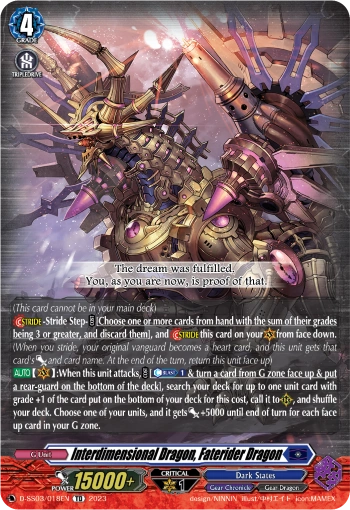 4
GRADE
TRIPLEDRIVE
The dream was fulfilled.
You, as you are now, is proof of that.
(This card cannot be in your main deck)
STRIDE-Stride Step-[Choose one or more cards from hand with the sum of their grades
being 3 or greater, and discard them], and STRIDE this card on your from face down.
(When you stride, your original vanguard becomes a heart card, and this unit gets that
card's and card name. At the end of the turn, return this unit face up)
AUTO :When this unit attacks, [ BLAST 1 & turn a card from G zone face up & put
a rear-guard on the bottom of the deck], search your deck for up to one unit card with
grade +1 of the card put on the bottom of your deck for this cost, call it to , and shuffle
your deck. Choose one of your units, and it gets +5000 until end of turn for each face
up card in your G zone.
G Unit
Interdimensional Dragon, Faterider Dragon
POWER 15000+
CRITICAL
1
Dark States
Gear Chronicle
Gear Dragon
D-SS03/018EN TD 2023
design/NINNIN illust/中村エイト